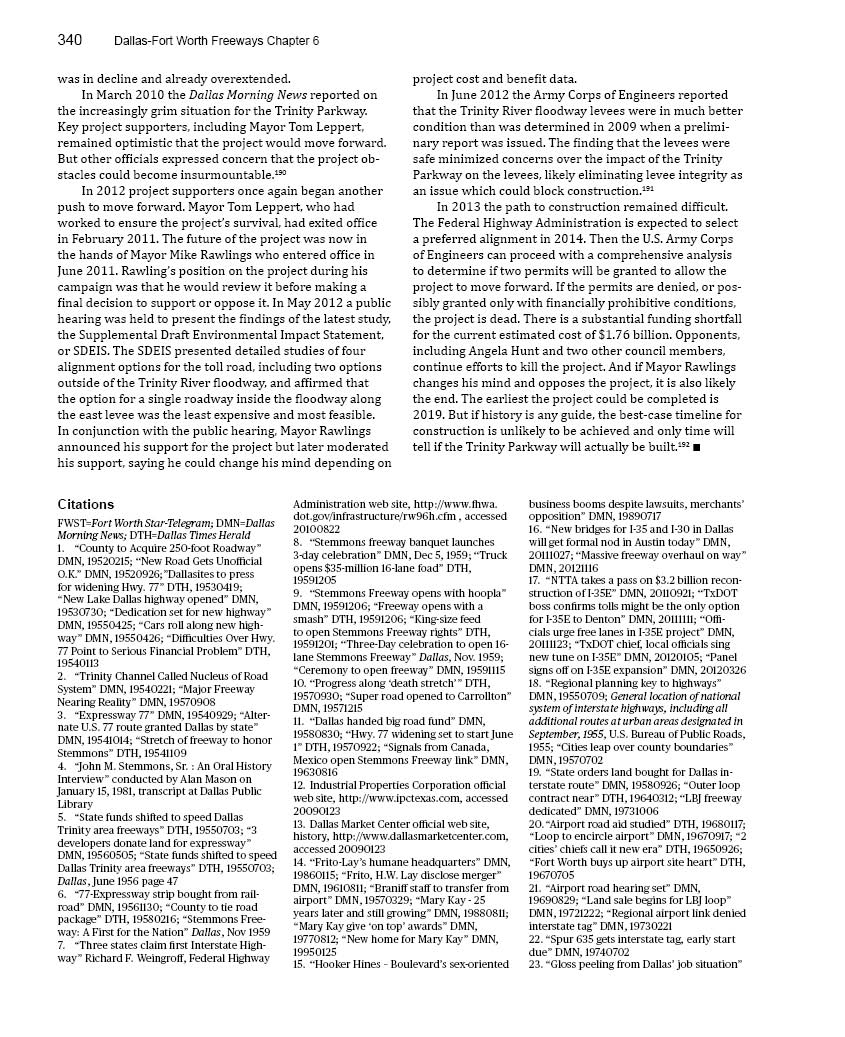 340 Dallas-Fort Worth Freeways Chapter 6
was in decline and already overextended.
In March 2010 the Dallas Morning News reported on
the increasingly grim situation for the Trinity Parkway.
Key project supporters, including Mayor Tom Leppert,
remained optimistic that the project would move forward.
But other officials expressed concern that the project ob-
stacles could become insurmountable.¹⁹⁰
In 2012 project supporters once again began another
push to move forward. Mayor Tom Leppert, who had
worked to ensure the project's survival, had exited office
in February 2011. The future of the project was now in
the hands of Mayor Mike Rawlings who entered office in
June 2011. Rawling's position on the project during his
campaign was that he would review it before making a
final decision to support or oppose it. In May 2012 a public
hearing was held to present the findings of the latest study,
the Supplemental Draft Environmental Impact Statement,
or SDEIS. The SDEIS presented detailed studies of four
alignment options for the toll road, including two options
outside of the Trinity River floodway, and affirmed that
the option for a single roadway inside the floodway along
the east levee was the least expensive and most feasible.
In conjunction with the public hearing, Mayor Rawlings
announced his support for the project but later moderated
his support, saying he could change his mind depending on
project cost and benefit data.
In June 2012 the Army Corps of Engineers reported
that the Trinity River floodway levees were in much better
condition than was determined in 2009 when a prelimi-
nary report was issued. The finding that the levees were
safe minimized concerns over the impact of the Trinity
Parkway on the levees, likely eliminating levee integrity as
an issue which could block construction.¹⁹¹
In 2013 the path to construction remained difficult.
The Federal Highway Administration is expected to select
a preferred alignment in 2014. Then the U.S. Army Corps
of Engineers can proceed with a comprehensive analysis
to determine if two permits will be granted to allow the
project to move forward. If the permits are denied, or pos-
sibly granted only with financially prohibitive conditions,
the project is dead. There is a substantial funding shortfall
for the current estimated cost of $1.76 billion. Opponents,
including Angela Hunt and two other council members,
continue efforts to kill the project. And if Mayor Rawlings
changes his mind and opposes the project, it is also likely
the end. The earliest the project could be completed is
2019. But if history is any guide, the best-case timeline for
construction is unlikely to be achieved and only time will
tell if the Trinity Parkway will actually be built.¹⁹² ■
Citations
FWST=Fort Worth Star-Telegram; DMN=Dallas
Morning News; DTH=Dallas Times Herald
1. "County to Acquire 250-foot Roadway"
DMN, 19520215; "New Road Gets Unofficial
O.K." DMN, 19520926;"Dallasites to press
for widening Hwy. 77" DTH, 19530419;
"New Lake Dallas highway opened" DMN,
19530730; "Dedication set for new highway"
DMN, 19550425; "Cars roll along new high-
way" DMN, 19550426; "Difficulties Over Hwy.
77 Point to Serious Financial Problem" DTH,
19540113
2. "Trinity Channel Called Nucleus of Road
System" DMN, 19540221; "Major Freeway
Nearing Reality" DMN, 19570908
3. "Expressway 77" DMN, 19540929; "Alter-
nate U.S. 77 route granted Dallas by state"
DMN, 19541014; "Stretch of freeway to honor
Stemmons" DTH, 19541109
4. "John M. Stemmons, Sr. : An Oral History
Interview" conducted by Alan Mason on
January 15, 1981, transcript at Dallas Public
Library
5. "State funds shifted to speed Dallas
Trinity area freeways" DTH, 19550703; "3
developers donate land for expressway"
DMN, 19560505; "State funds shifted to speed
Dallas Trinity area freeways" DTH, 19550703;
Dallas, June 1956 page 47
6. "77-Expressway strip bought from rail-
road" DMN, 19561130; "County to tie road
package" DTH, 19580216; "Stemmons Free-
way: A First for the Nation" Dallas, Nov 1959
7. "Three states claim first Interstate High-
way" Richard F. Weingroff, Federal Highway
Administration web site, http://www.fhwa.
dot.gov/infrastructure/rw96h.cfm , accessed
20100822
8. "Stemmons freeway banquet launches
3-day celebration" DMN, Dec 5, 1959; "Truck
opens $35-million 16-lane foad" DTH,
19591205
9. "Stemmons Freeway opens with hoopla"
DMN, 19591206; "Freeway opens with a
smash" DTH, 19591206; "King-size feed
to open Stemmons Freeway rights" DTH,
19591201; "Three-Day celebration to open 16-
lane Stemmons Freeway" Dallas, Nov. 1959;
"Ceremony to open freeway" DMN, 19591115
10. "Progress along 'death stretch'" DTH,
19570930; "Super road opened to Carrollton"
DMN, 19571215
11. "Dallas handed big road fund" DMN,
19580830; "Hwy. 77 widening set to start June
1" DTH, 19570922; "Signals from Canada,
Mexico open Stemmons Freeway link" DMN,
19630816
12. Industrial Properties Corporation official
web site, http://www.ipctexas.com, accessed
20090123
13. Dallas Market Center official web site,
history, http://www.dallasmarketcenter.com,
accessed 20090123
14. "Frito-Lay's humane headquarters" DMN,
19860115; "Frito, H.W. Lay disclose merger"
DMN, 19610811; "Braniff staff to transfer from
airport" DMN, 19570329; "Mary Kay - 25
years later and still growing" DMN, 19880811;
"Mary Kay give 'on top' awards" DMN,
19770812; "New home for Mary Kay" DMN,
19950125
15. "Hooker Hines – Boulevard's sex-oriented
business booms despite lawsuits, merchants'
opposition" DMN, 19890717
16. "New bridges for I-35 and I-30 in Dallas
will get formal nod in Austin today" DMN,
20111027; "Massive freeway overhaul on way"
DMN, 20121116
17. "NTTA takes a pass on $3.2 billion recon-
struction of I-35E" DMN, 20110921; "TxDOT
boss confirms tolls might be the only option
for I-35E to Denton" DMN, 20111111; "Offi-
cials urge free lanes in I-35E project" DMN,
20111123; "TxDOT chief, local officials sing
new tune on I-35E" DMN, 20120105; "Panel
signs off on I-35E expansion" DMN, 20120326
18. "Regional planning key to highways"
DMN, 19550709; General location of national
system of interstate highways, including all
additional routes at urban areas designated in
September, 1955, U.S. Bureau of Public Roads,
1955; "Cities leap over county boundaries"
DMN, 19570702
19. "State orders land bought for Dallas in-
terstate route" DMN, 19580926; "Outer loop
contract near" DTH, 19640312; "LBJ freeway
dedicated" DMN, 19731006
20. "Airport road aid studied" DTH, 19680117;
"Loop to encircle airport" DMN, 19670917; "2
cities' chiefs call it new era" DTH, 19650926;
"Fort Worth buys up airport site heart" DTH,
19670705
21. "Airport road hearing set" DMN,
19690829; "Land sale begins for LBJ loop"
DMN, 19721222; "Regional airport link denied
interstate tag" DMN, 19730221
22. "Spur 635 gets interstate tag, early start
due" DMN, 19740702
23. "Gloss peeling from Dallas' job situation"